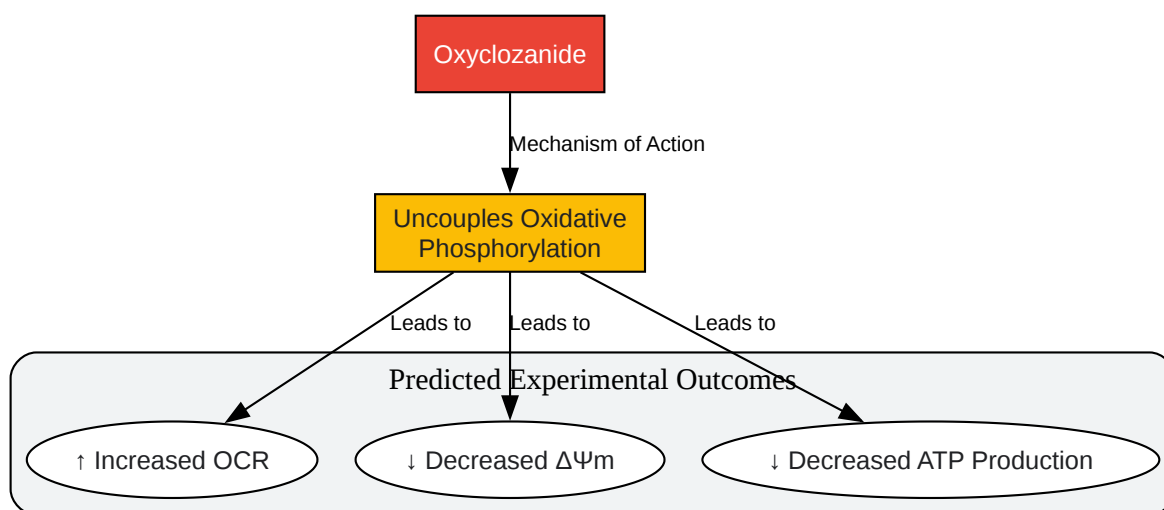 Oxyclozanide
Mechanism of Action
Uncouples Oxidative
Phosphorylation
Leads to
Leads to
Leads to
Predicted Experimental Outcomes
↑ Increased OCR
↓ Decreased ΔΨm
↓ Decreased ATP Production